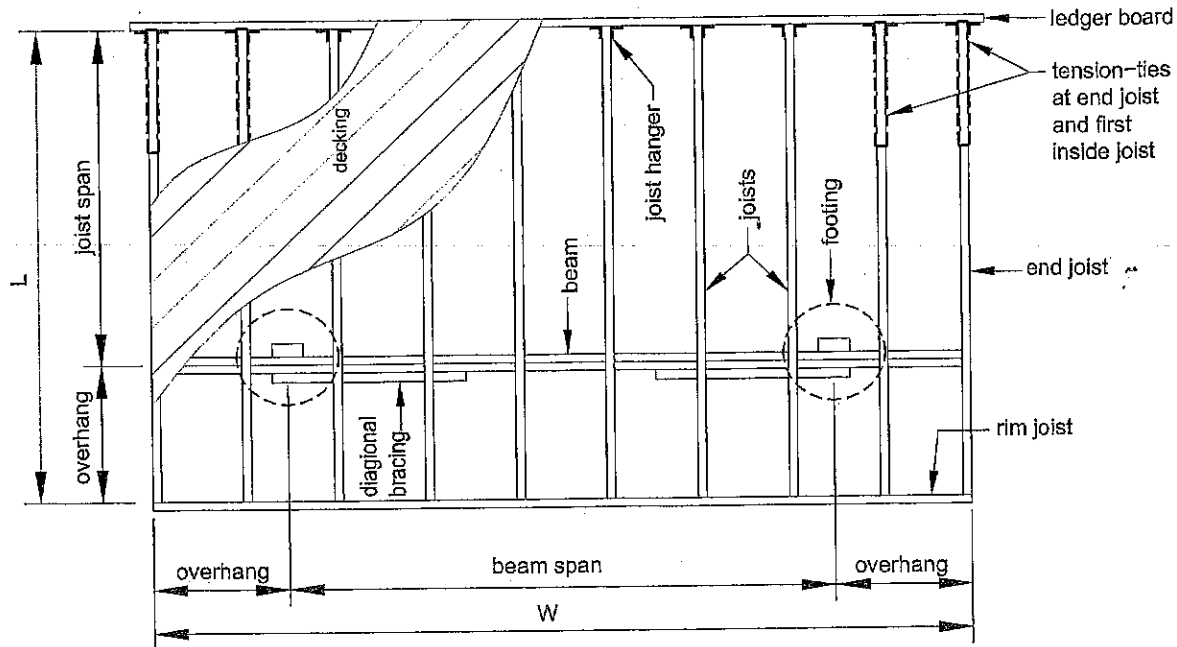 ledger board
tension-ties
at end joist
and first
inside joist
decking
joist hanger
joists
footing
joist span
L
beam
end joist
overhang
diagional
bracing
rim joist
overhang
beam span
overhang
W